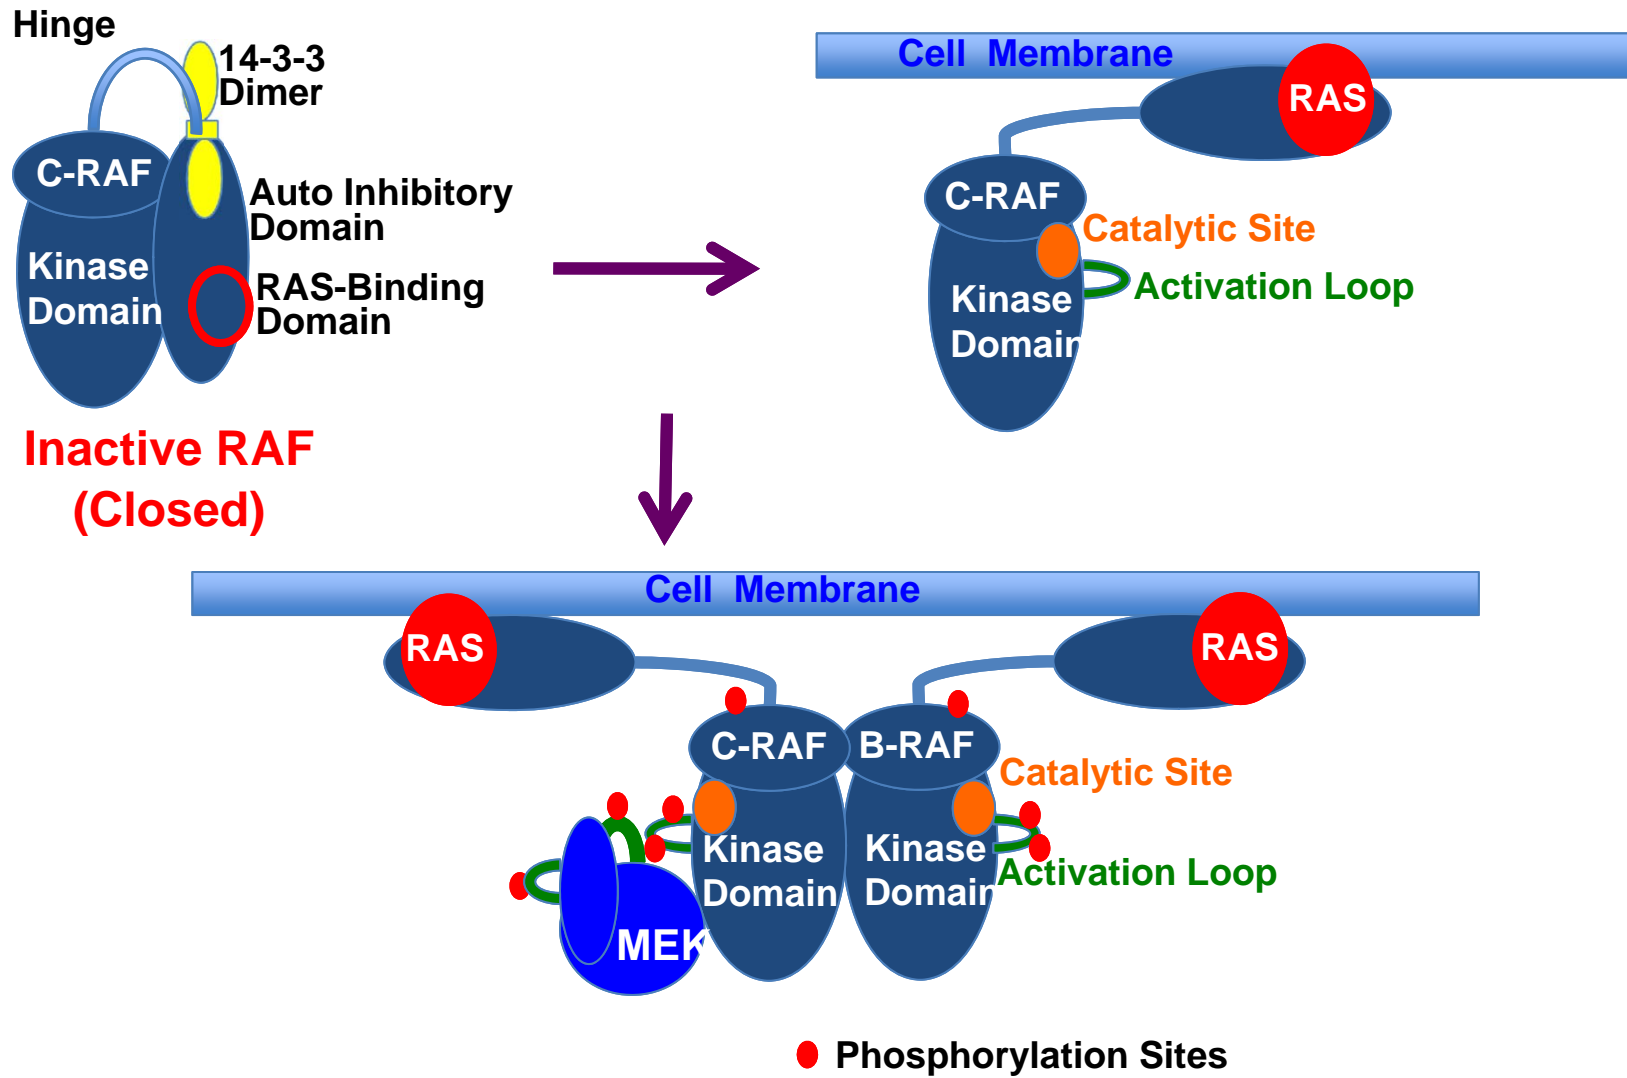 Hinge
14-3-3
Dimer
C-RAF
Auto Inhibitory
Domain
Kinase
Domain
RAS-Binding
Domain
Inactive RAF
(Closed)
Cell Membrane
RAS
C-RAF
Catalytic Site
Activation Loop
Kinase
Domain
Cell Membrane
RAS
RAS
C-RAF
B-RAF
Catalytic Site
Kinase
Domain
Kinase
Domain
Activation Loop
MEK
Phosphorylation Sites